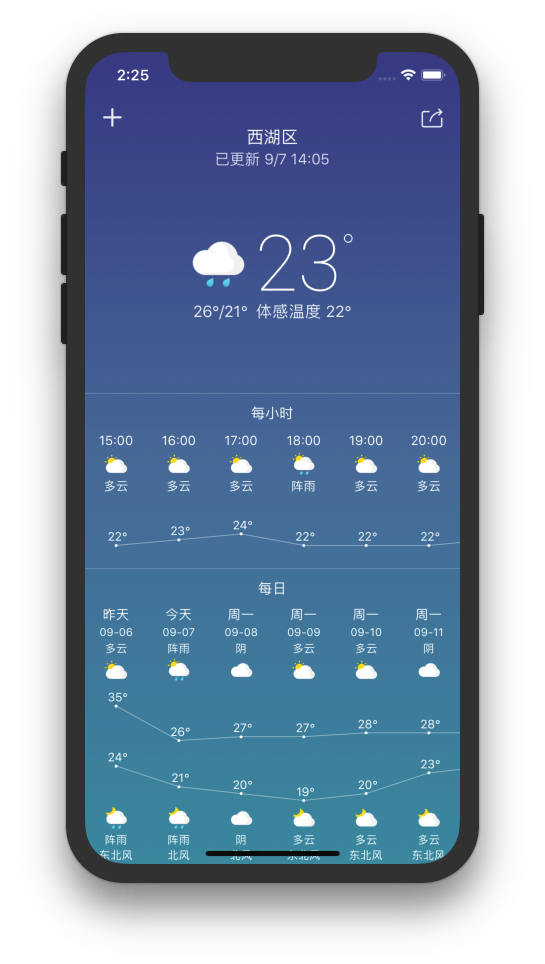 2:25
西湖区
已更新 9/7 14:05
23°
26°/21° 体感温度 22°
每小时
15:00 16:00 17:00 18:00 19:00 20:00
多云 多云 多云 阵雨 多云 多云
22° 23° 24° 22° 22° 22°
每日
昨天 今天 周一 周一 周一 周一
09-06 09-07 09-08 09-09 09-10 09-11
多云 阵雨 阴 多云 多云 阴
35° 26° 27° 27° 28° 28°
24° 21° 20° 19° 20° 23°
阵雨 阵雨 阴 多云 多云 多云
东北风 北风 北风 东北风 东北风 东北风